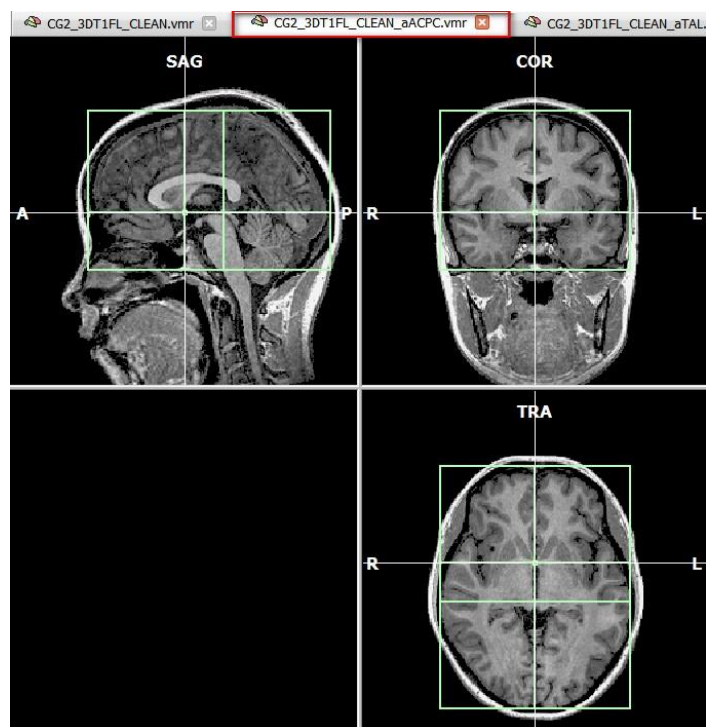 CG2_3DT1FL_CLEAN.vmr CG2_3DT1FL_CLEAN_aACPC.vmr CG2_3DT1FL_CLEAN_aTAL.
SAG COR
A P R L
TRA
R L